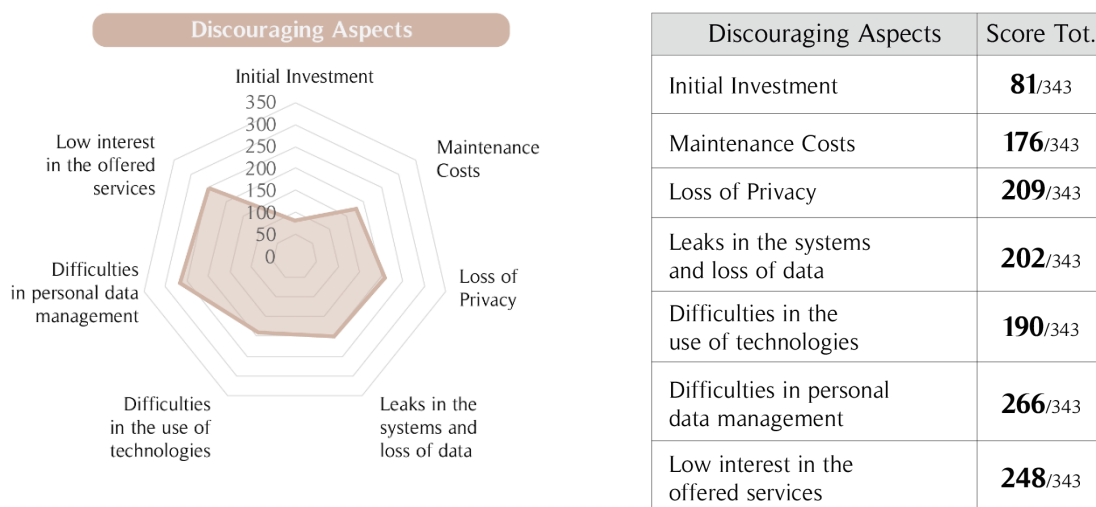 Discouraging Aspects
Initial Investment
350
300
250
200
150
100
50
0
Maintenance
Costs
Loss of
Privacy
Leaks in the
systems and
loss of data
Difficulties
in the use of
technologies
Difficulties
in personal data
management
Low interest
in the offered
services
Discouraging Aspects Score Tot.
Initial Investment 81/343
Maintenance Costs 176/343
Loss of Privacy 209/343
Leaks in the systems
and loss of data 202/343
Difficulties in the
use of technologies 190/343
Difficulties in personal
data management 266/343
Low interest in the
offered services 248/343